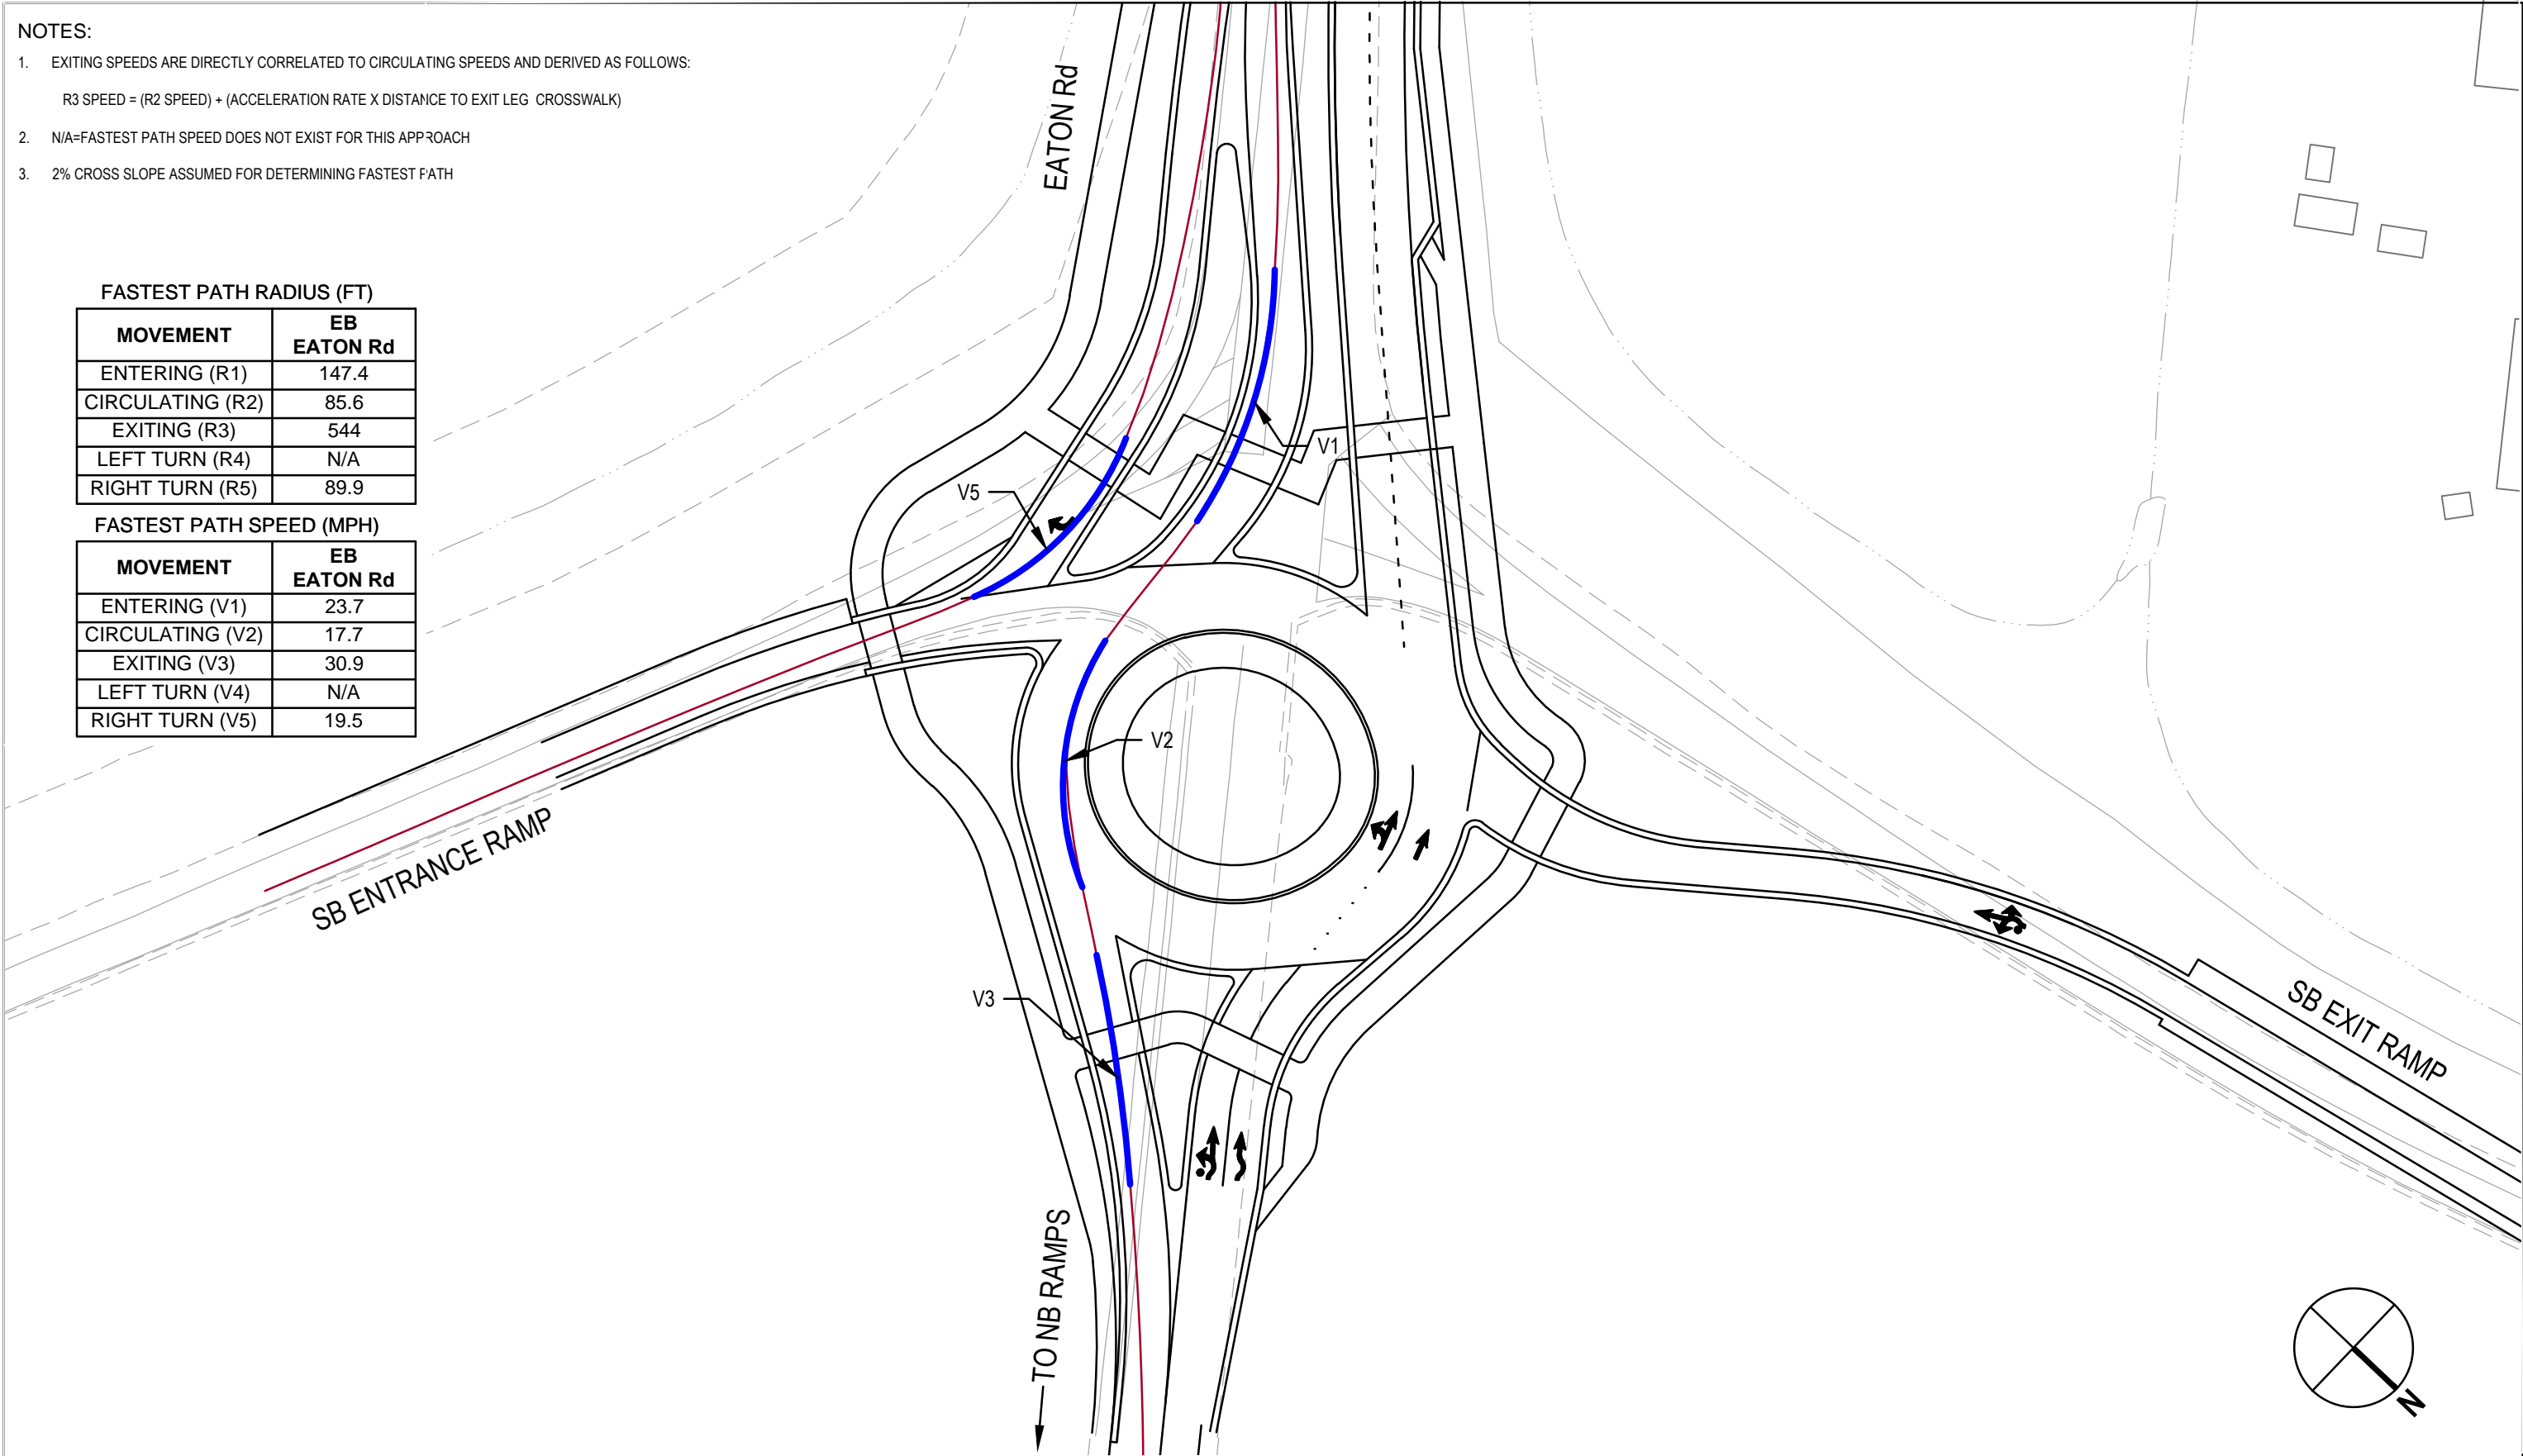 NOTES:
1. EXITING SPEEDS ARE DIRECTLY CORRELATED TO CIRCULATING SPEEDS AND DERIVED AS FOLLOWS:
R3 SPEED = (R2 SPEED) + (ACCELERATION RATE X DISTANCE TO EXIT LEG CROSSWALK)
2. N/A=FASTEST PATH SPEED DOES NOT EXIST FOR THIS APPROACH
3. 2% CROSS SLOPE ASSUMED FOR DETERMINING FASTEST PATH
FASTEST PATH RADIUS (FT)
MOVEMENT EB EATON Rd
ENTERING (R1) 147.4
CIRCULATING (R2) 85.6
EXITING (R3) 544
LEFT TURN (R4) N/A
RIGHT TURN (R5) 89.9
FASTEST PATH SPEED (MPH)
MOVEMENT EB EATON Rd
ENTERING (V1) 23.7
CIRCULATING (V2) 17.7
EXITING (V3) 30.9
LEFT TURN (V4) N/A
RIGHT TURN (V5) 19.5
EATON Rd
V1
V5
V2
V3
SB ENTRANCE RAMP
SB EXIT RAMP
TO NB RAMPS
N